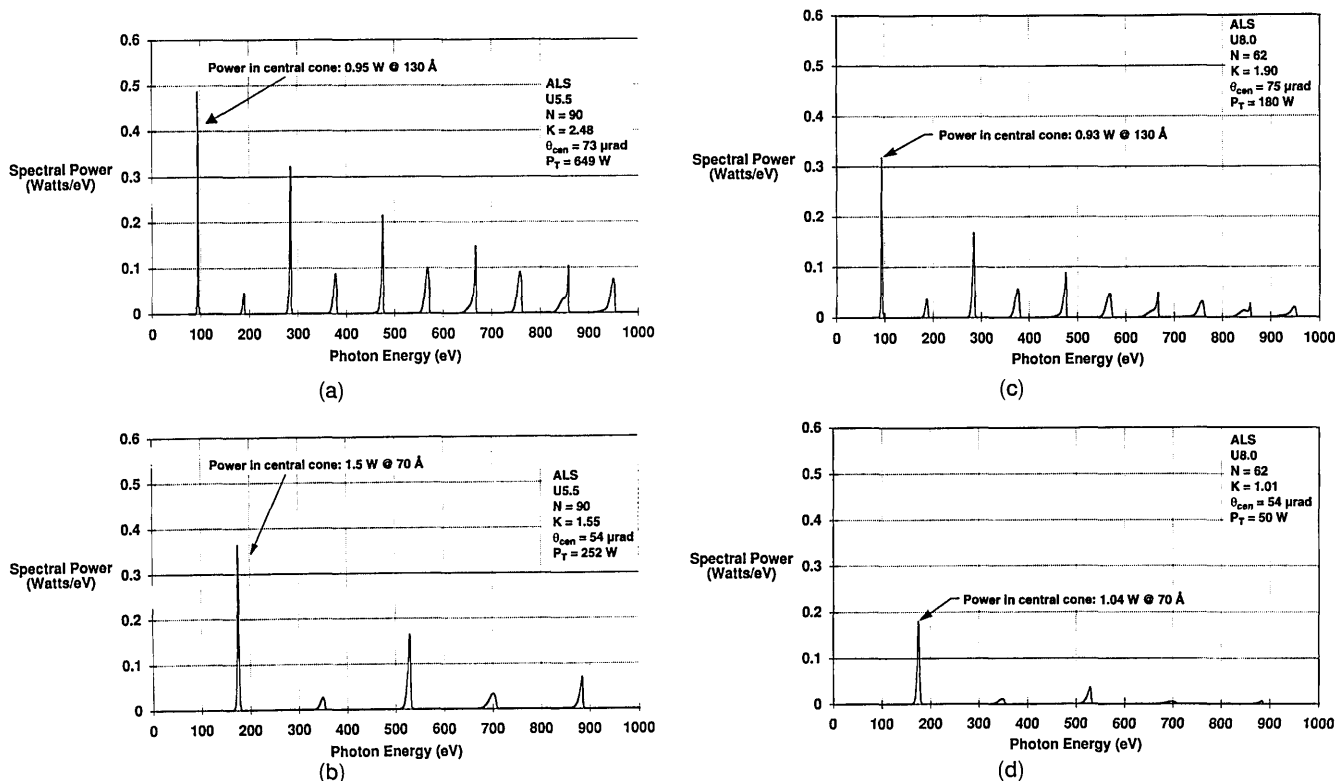 0.6
0.5
0.4
0.3
0.2
0.1
0
Spectral Power
(Watts/eV)
Power in central cone: 0.95 W @ 130 Å
ALS
U5.5
N = 90
K = 2.48
θcen = 73 μrad
PT = 649 W
0 100 200 300 400 500 600 700 800 900 1000
Photon Energy (eV)
(a)
0.6
0.5
0.4
0.3
0.2
0.1
0
Spectral Power
(Watts/eV)
Power in central cone: 1.5 W @ 70 Å
ALS
U5.5
N = 90
K = 1.55
θcen = 54 μrad
PT = 252 W
0 100 200 300 400 500 600 700 800 900 1000
Photon Energy (eV)
(b)
0.6
0.5
0.4
0.3
0.2
0.1
0
Spectral Power
(Watts/eV)
Power in central cone: 0.93 W @ 130 Å
ALS
U8.0
N = 62
K = 1.90
θcen = 75 μrad
PT = 180 W
0 100 200 300 400 500 600 700 800 900 1000
Photon Energy (eV)
(c)
0.6
0.5
0.4
0.3
0.2
0.1
0
Spectral Power
(Watts/eV)
Power in central cone: 1.04 W @ 70 Å
ALS
U8.0
N = 62
K = 1.01
θcen = 54 μrad
PT = 50 W
0 100 200 300 400 500 600 700 800 900 1000
Photon Energy (eV)
(d)